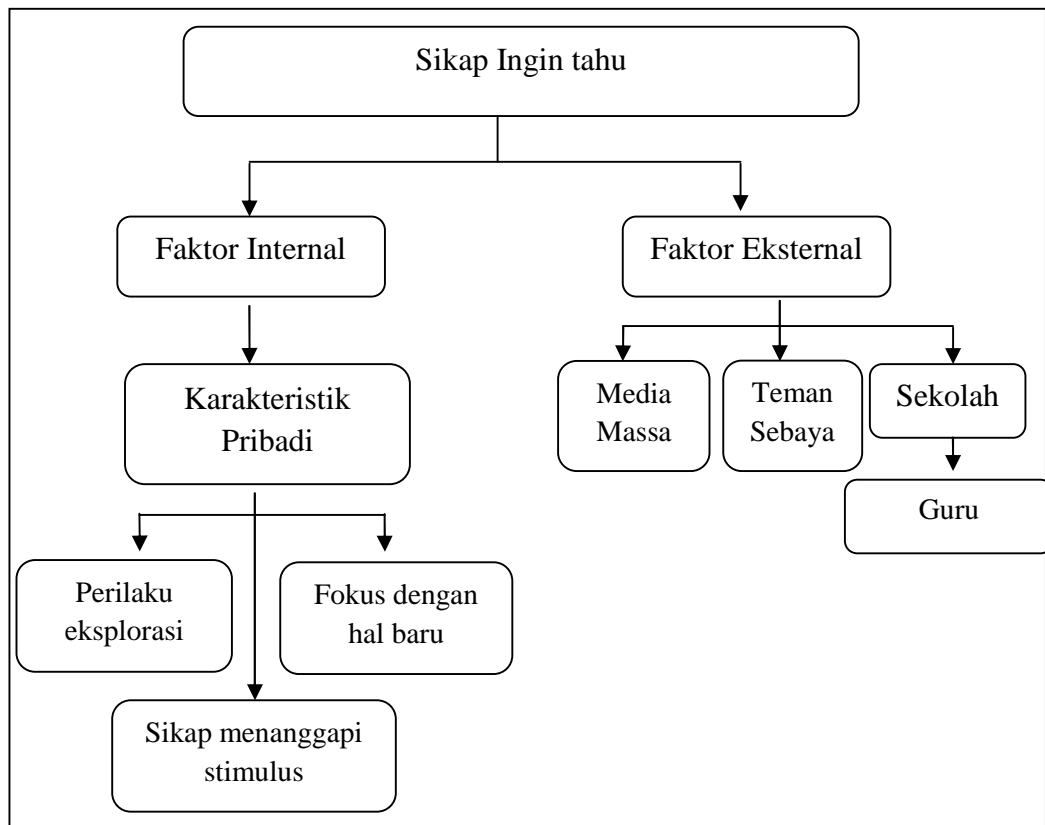 Sikap Ingin tahu
Faktor Internal
Faktor Eksternal
Karakteristik
Pribadi
Media
Massa
Teman
Sebaya
Sekolah
Guru
Perilaku
eksplorasi
Fokus dengan
hal baru
Sikap menanggapi
stimulus